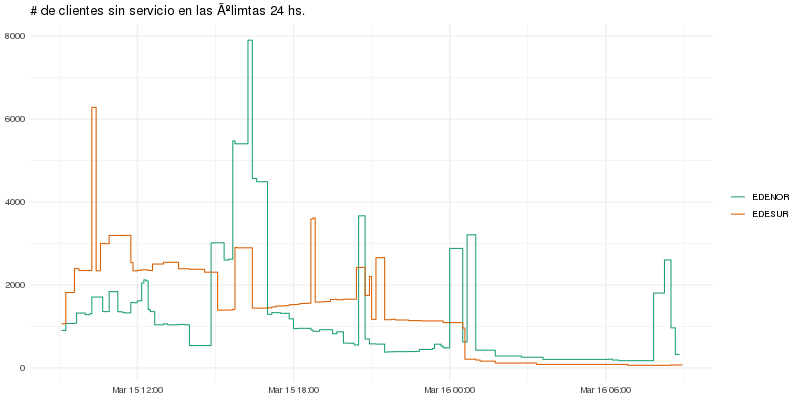 # de clientes sin servicio en las Ãºlimtas 24 hs.
8000
6000
4000
2000
0
Mar 15 12:00
Mar 15 18:00
Mar 16 00:00
Mar 16 06:00
EDENOR
EDESUR